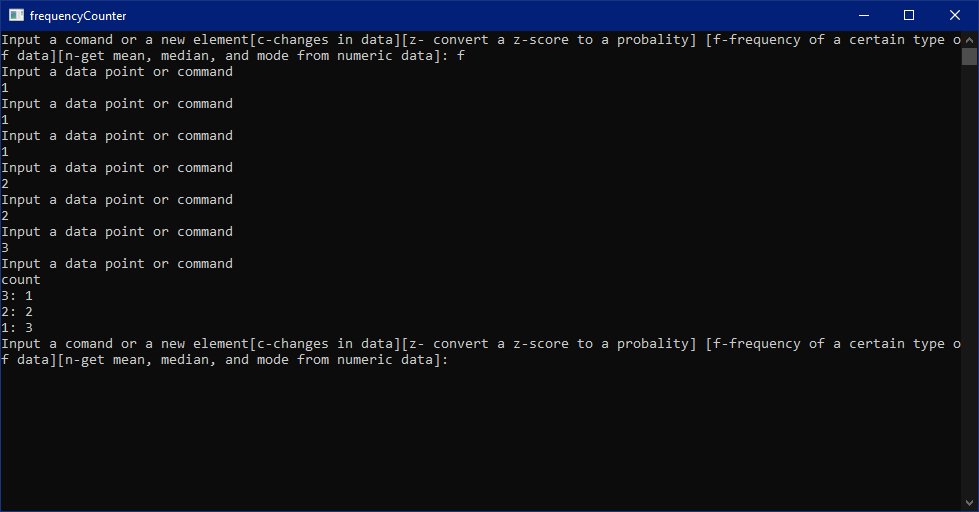 frequencyCounter
Input a comand or a new element[c-changes in data][z- convert a z-score to a probality] [f-frequency of a certain type o
f data][n-get mean, median, and mode from numeric data]: f
Input a data point or command
1
Input a data point or command
1
Input a data point or command
1
Input a data point or command
2
Input a data point or command
2
Input a data point or command
3
Input a data point or command
count
3: 1
2: 2
1: 3
Input a comand or a new element[c-changes in data][z- convert a z-score to a probality] [f-frequency of a certain type o
f data][n-get mean, median, and mode from numeric data]: